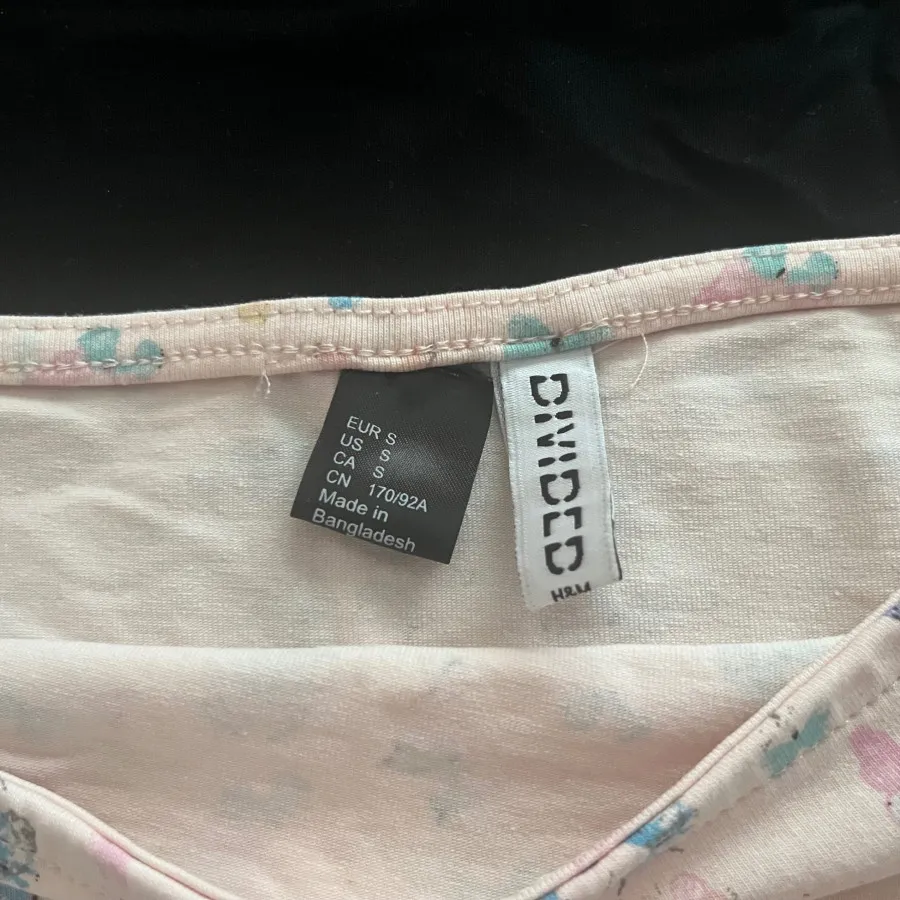 EUR S
US S
CA S
CN 170/92A
Made in
Bangladesh
DIVIDED
H&M